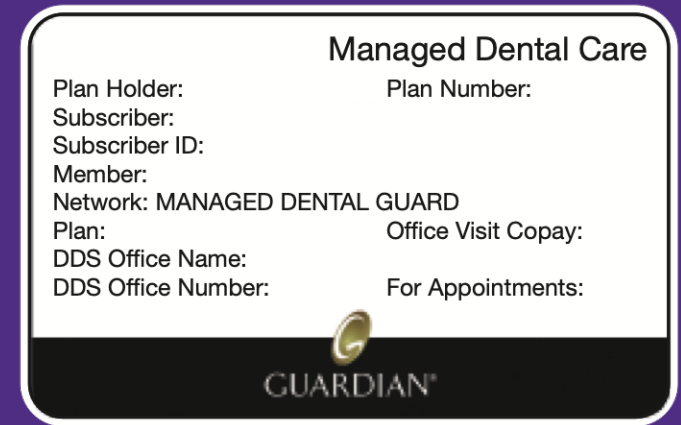 Managed Dental Care
Plan Holder: Plan Number:
Subscriber:
Subscriber ID:
Member:
Network: MANAGED DENTAL GUARD
Plan: Office Visit Copay:
DDS Office Name:
DDS Office Number: For Appointments:
G
GUARDIAN®